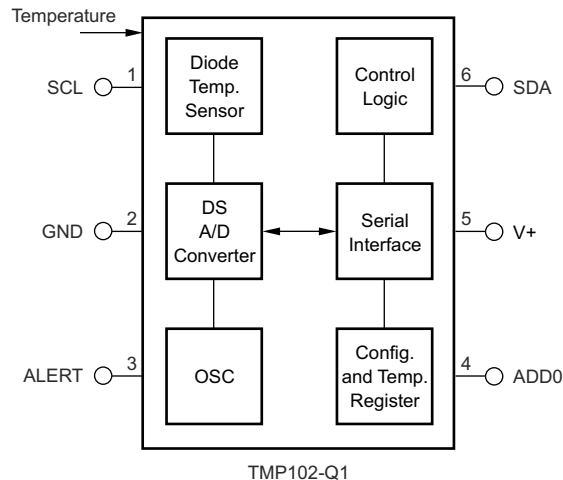 Temperature
SCL
1
Diode
Temp.
Sensor
Control
Logic
6
SDA
GND
2
DS
A/D
Converter
Serial
Interface
5
V+
ALERT
3
OSC
Config.
and Temp.
Register
4
ADD0
TMP102-Q1